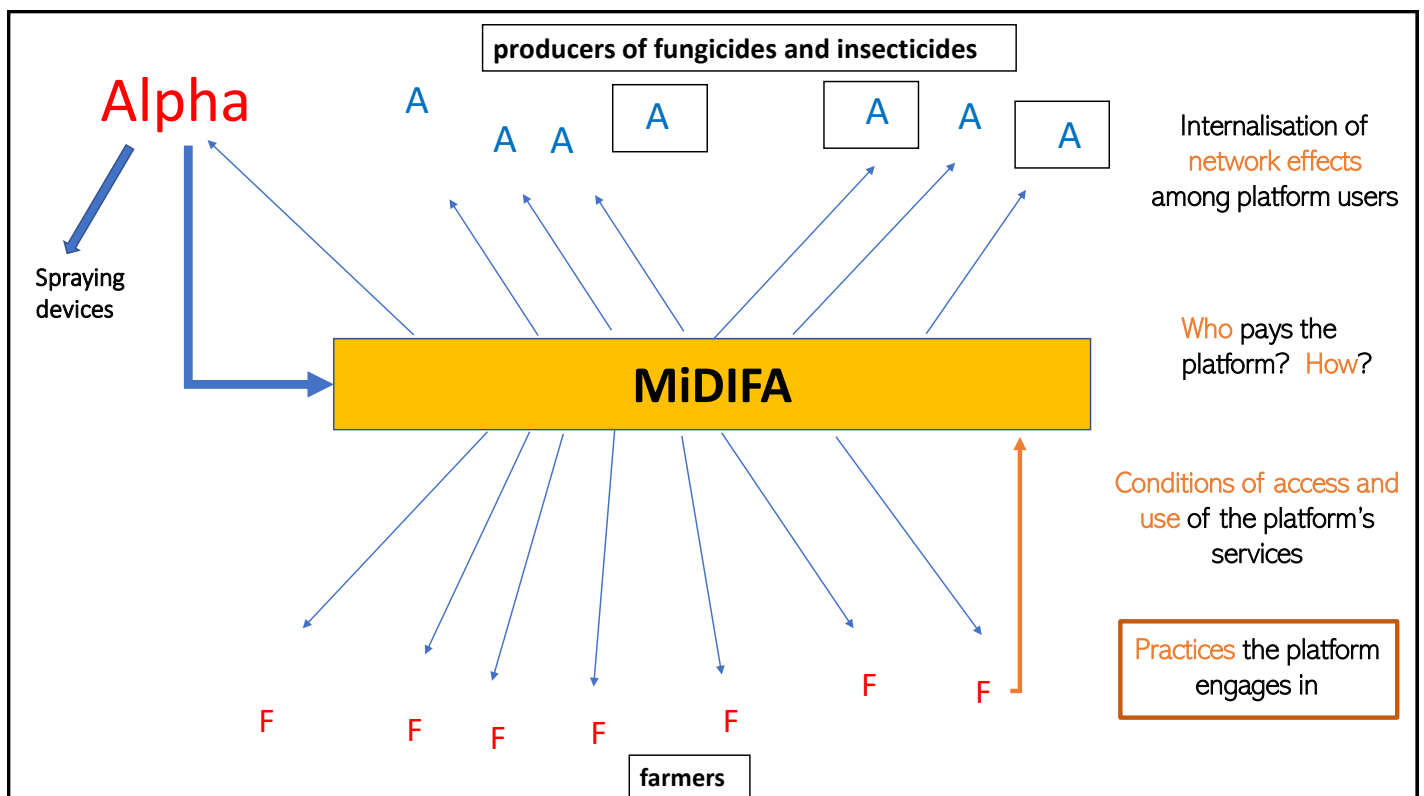 producers of fungicides and insecticides
Alpha
A
A
A
A
A
A
A
Internalisation of
network effects
among platform users
Spraying
devices
Who pays the
platform? How?
MiDIFA
Conditions of access and
use of the platform's
services
Practices the platform
engages in
F
F
F
F
F
F
F
farmers